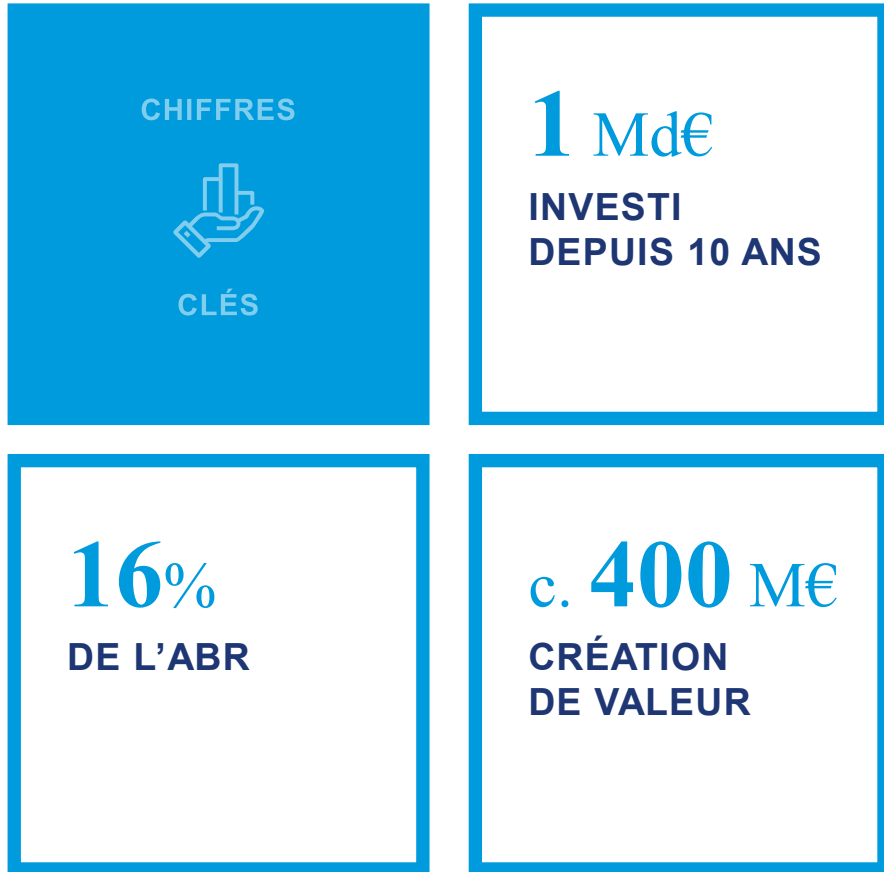 CHIFFRES
CLÉS
1 Md€
INVESTI
DEPUIS 10 ANS
16%
DE L’ABR
c. 400 M€
CRÉATION
DE VALEUR